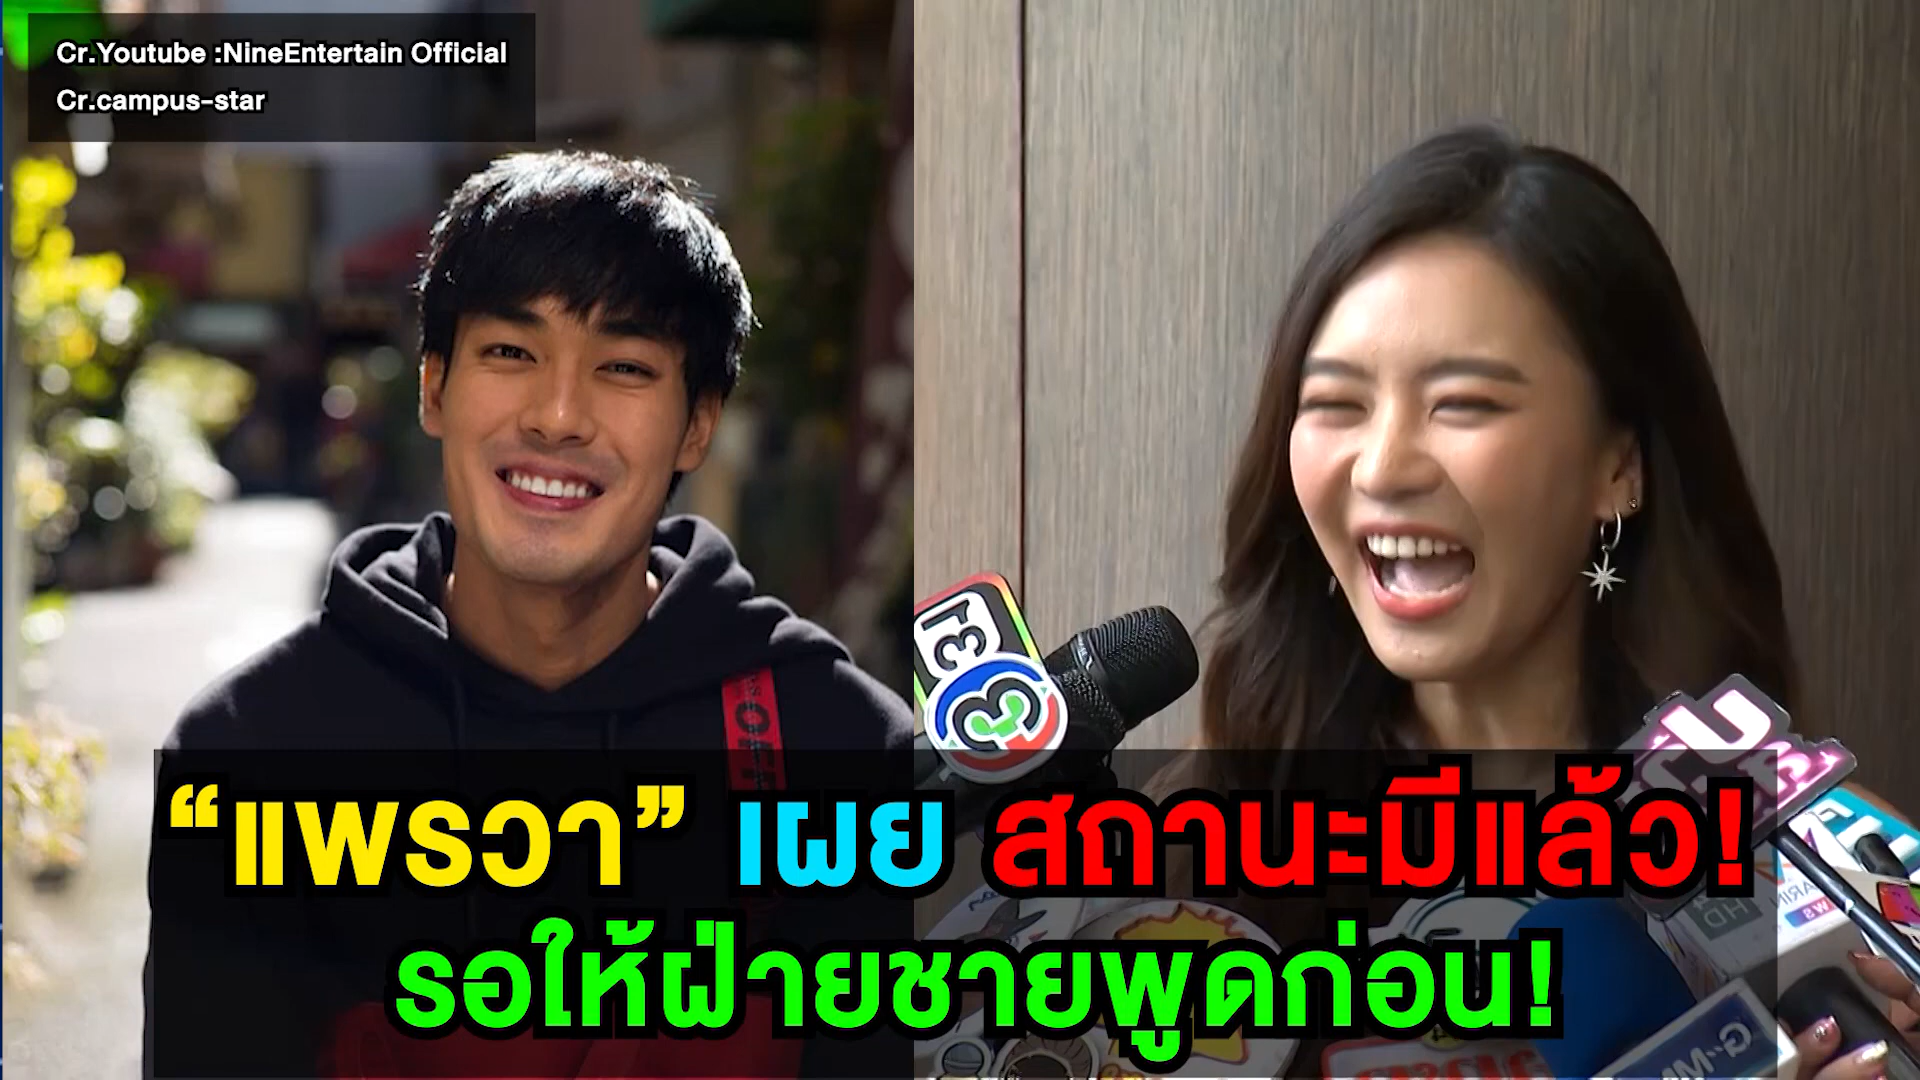 Cr.Youtube :NineEntertain Official
Cr.campus-star
OFF
“แพรวา” เผย สถานะมีแล้ว!
รอให้ฝ่ายชายพูดก่อน!